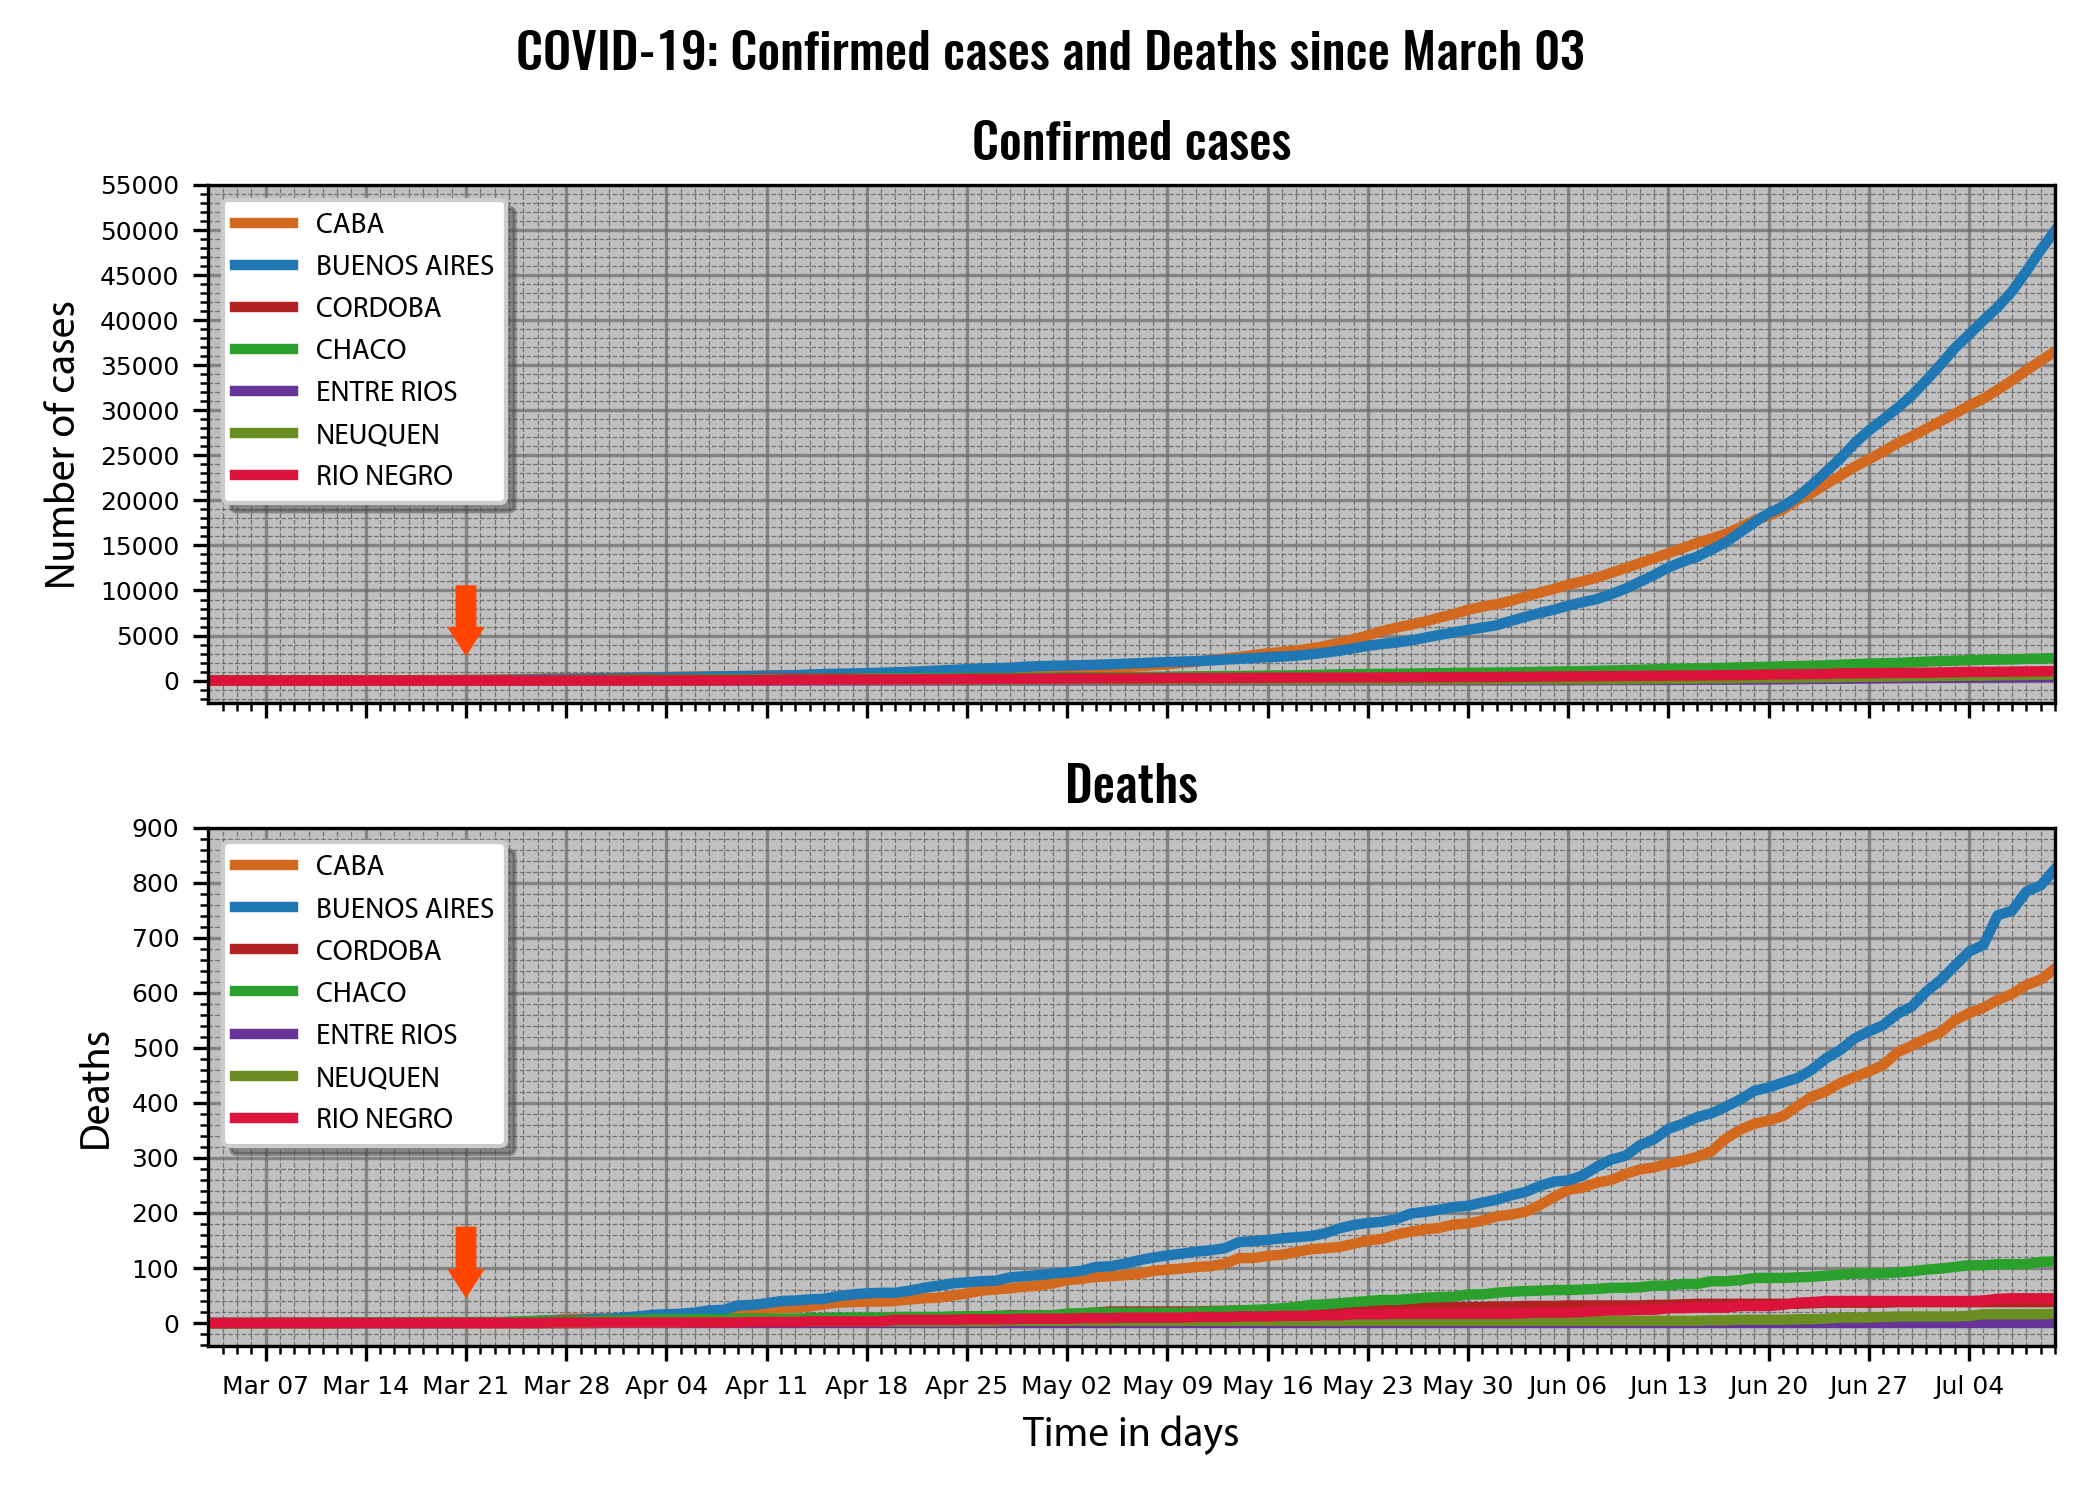 COVID-19: Confirmed cases and Deaths since March 03
Confirmed cases
Number of cases
55000
50000
45000
40000
35000
30000
25000
20000
15000
10000
5000
0
CABA
BUENOS AIRES
CORDOBA
CHACO
ENTRE RIOS
NEUQUEN
RIO NEGRO
Deaths
Deaths
900
800
700
600
500
400
300
200
100
0
CABA
BUENOS AIRES
CORDOBA
CHACO
ENTRE RIOS
NEUQUEN
RIO NEGRO
Mar 07 Mar 14 Mar 21 Mar 28 Apr 04 Apr 11 Apr 18 Apr 25 May 02 May 09 May 16 May 23 May 30 Jun 06 Jun 13 Jun 20 Jun 27 Jul 04
Time in days